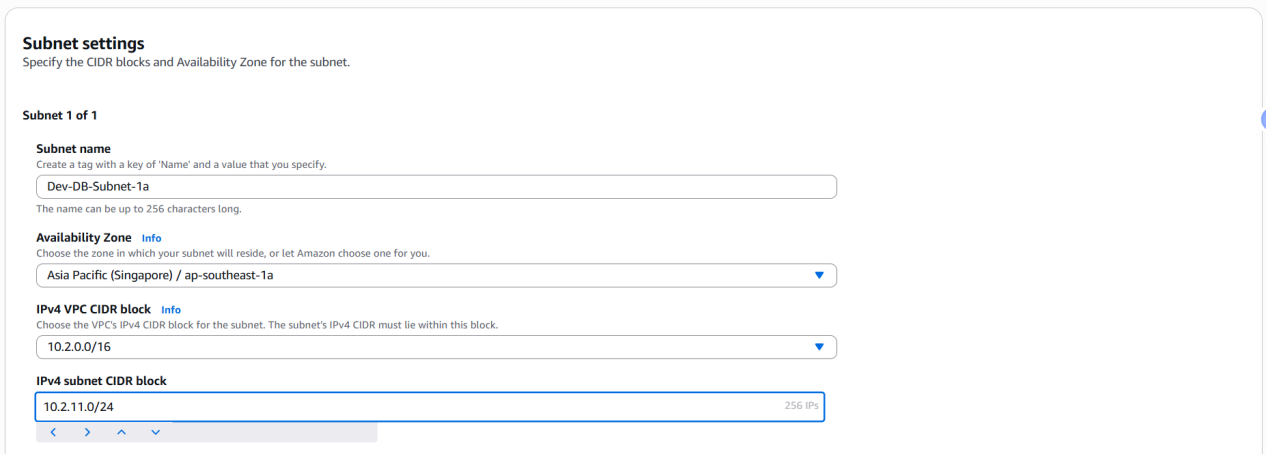 Subnet settings
Specify the CIDR blocks and Availability Zone for the subnet.
Subnet 1 of 1
Subnet name
Create a tag with a key of 'Name' and a value that you specify.
Dev-DB-Subnet-1a
The name can be up to 256 characters long.
Availability Zone Info
Choose the zone in which your subnet will reside, or let Amazon choose one for you.
Asia Pacific (Singapore) / ap-southeast-1a
IPv4 VPC CIDR block Info
Choose the VPC's IPv4 CIDR block for the subnet. The subnet's IPv4 CIDR must lie within this block.
10.2.0.0/16
IPv4 subnet CIDR block
10.2.11.0/24 256 IPs